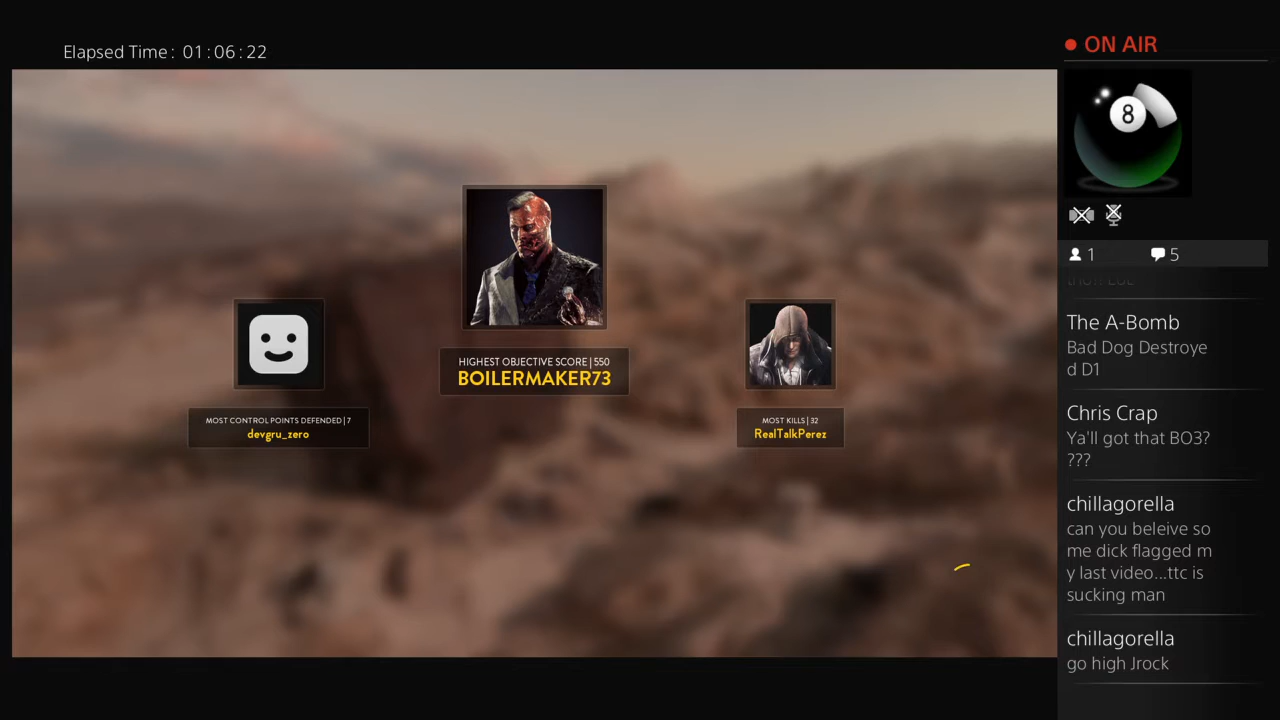 Elapsed Time: 01:06:22
ON AIR
8
1
5
HIGHEST OBJECTIVE SCORE | 550
BOILERMAKER73
MOST CONTROL POINTS DEFENDED | 7
devgru_zero
MOST KILLS | 32
RealTalkPerez
The A-Bomb
Bad Dog Destroye
d D1
Chris Crap
Ya'll got that BO3?
???
chillagorella
can you beleive so
me dick flagged m
y last video...ttc is
sucking man
chillagorella
go high Jrock